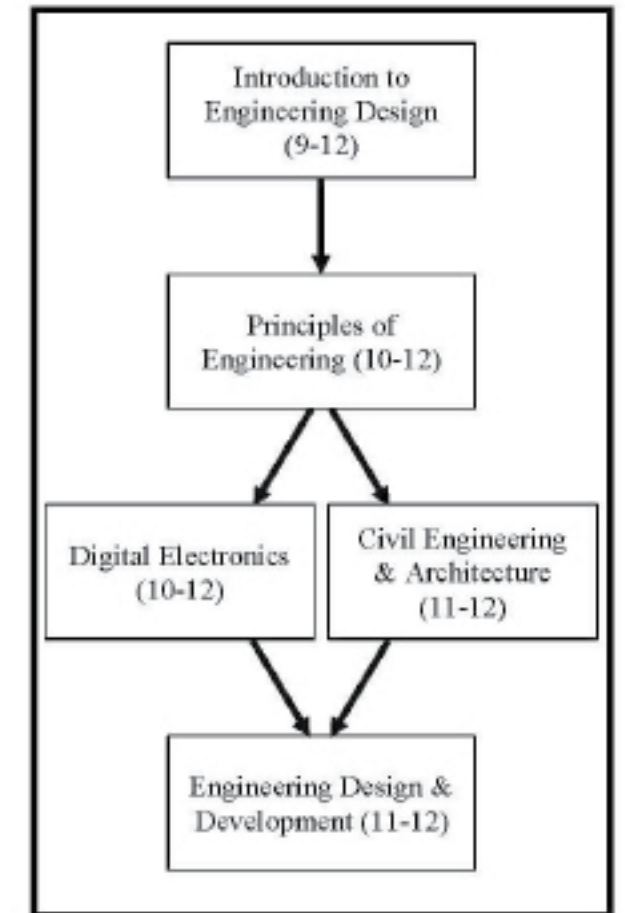 Introduction to
Engineering Design
(9-12)
Principles of
Engineering (10-12)
Digital Electronics
(10-12)
Civil Engineering
& Architecture
(11-12)
Engineering Design &
Development (11-12)